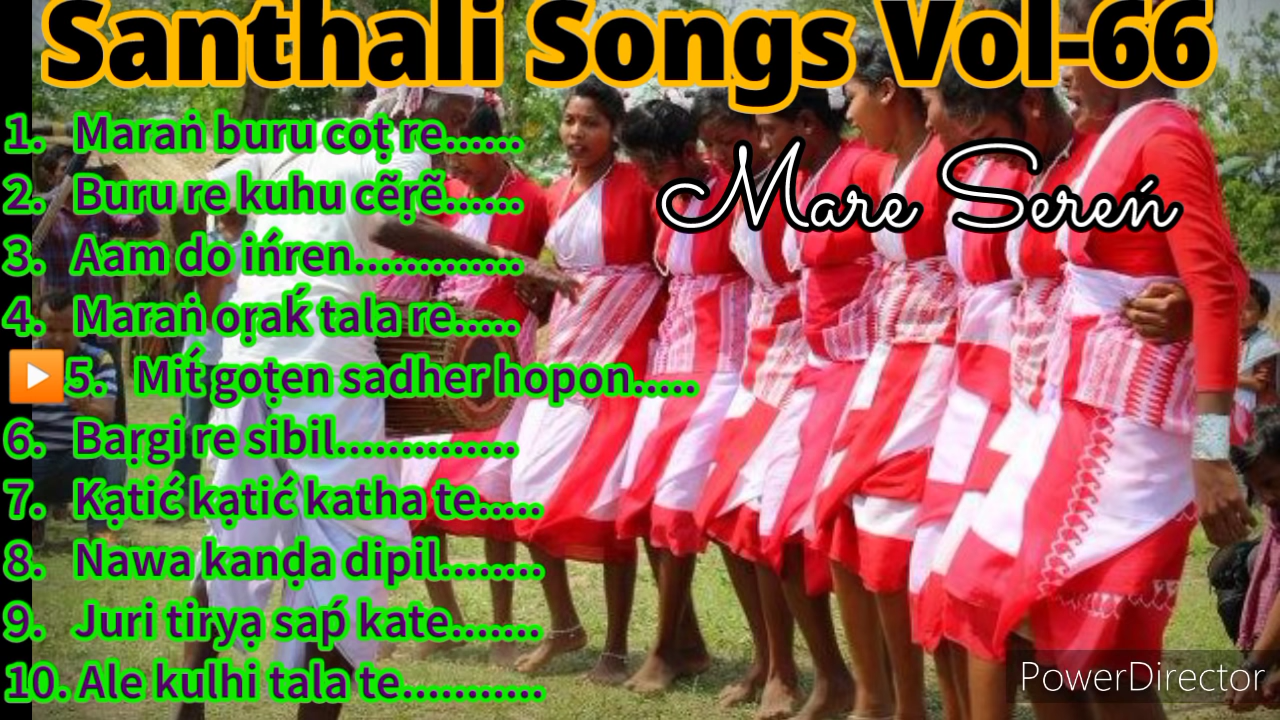 Santhali Songs Vol-66
1. Maraṅ buru coṭ re......
Mare Sereń
2. Buru re kuhu cẽṛẽ......
3. Aam do ińren.............
4. Maraṅ oṛaḱ tala re.....
▶️5. Mit́ goṭen sadher hopon.....
6. Baṛgi re sibil..............
7. Kạtić kạtić katha te.....
8. Nawa kanḍa dipil........
9. Juri tiryạ saṕ kate.......
10. Ale kulhi tala te...........
PowerDirector